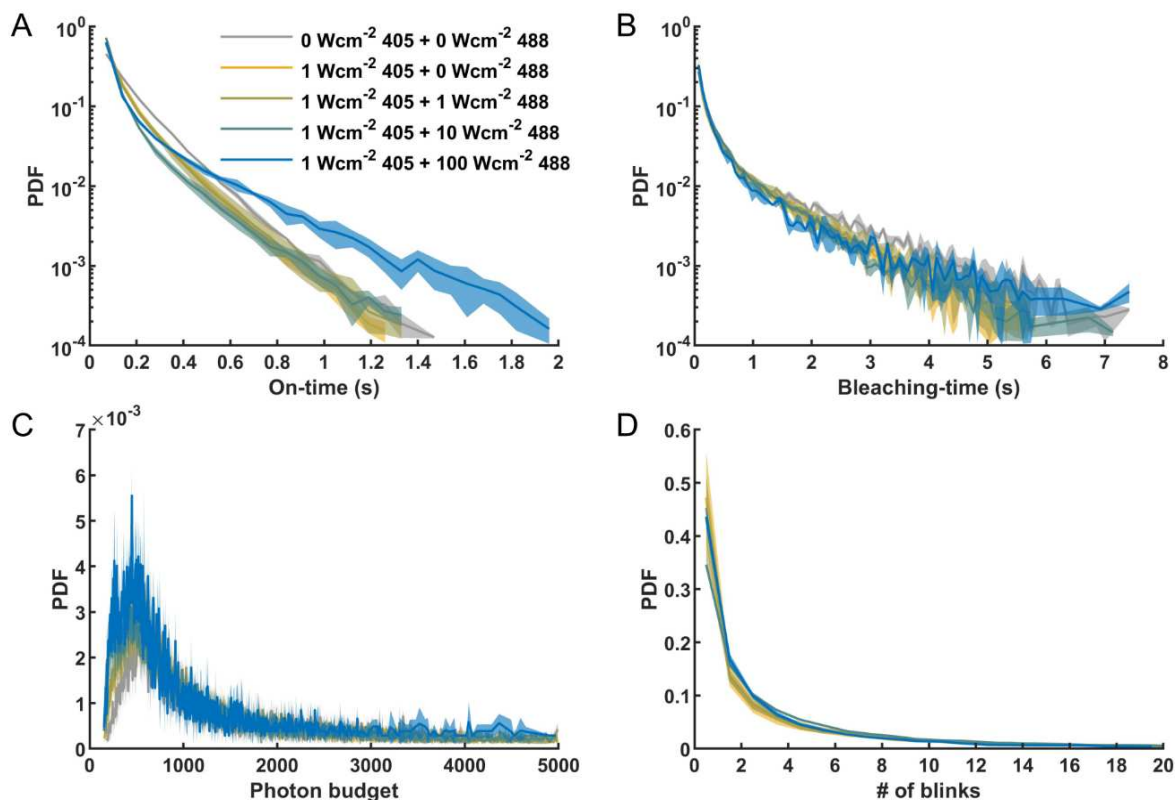 A
10⁰
10⁻¹
10⁻²
10⁻³
10⁻⁴
PDF
0 Wcm⁻² 405 + 0 Wcm⁻² 488
1 Wcm⁻² 405 + 0 Wcm⁻² 488
1 Wcm⁻² 405 + 1 Wcm⁻² 488
1 Wcm⁻² 405 + 10 Wcm⁻² 488
1 Wcm⁻² 405 + 100 Wcm⁻² 488
0 0.2 0.4 0.6 0.8 1 1.2 1.4 1.6 1.8 2
On-time (s)
B
10⁰
10⁻¹
10⁻²
10⁻³
10⁻⁴
PDF
0 1 2 3 4 5 6 7 8
Bleaching-time (s)
C
×10⁻³
7
6
5
4
3
2
1
0
PDF
0 1000 2000 3000 4000 5000
Photon budget
D
0.6
0.5
0.4
0.3
0.2
0.1
0
PDF
0 2 4 6 8 10 12 14 16 18 20
# of blinks